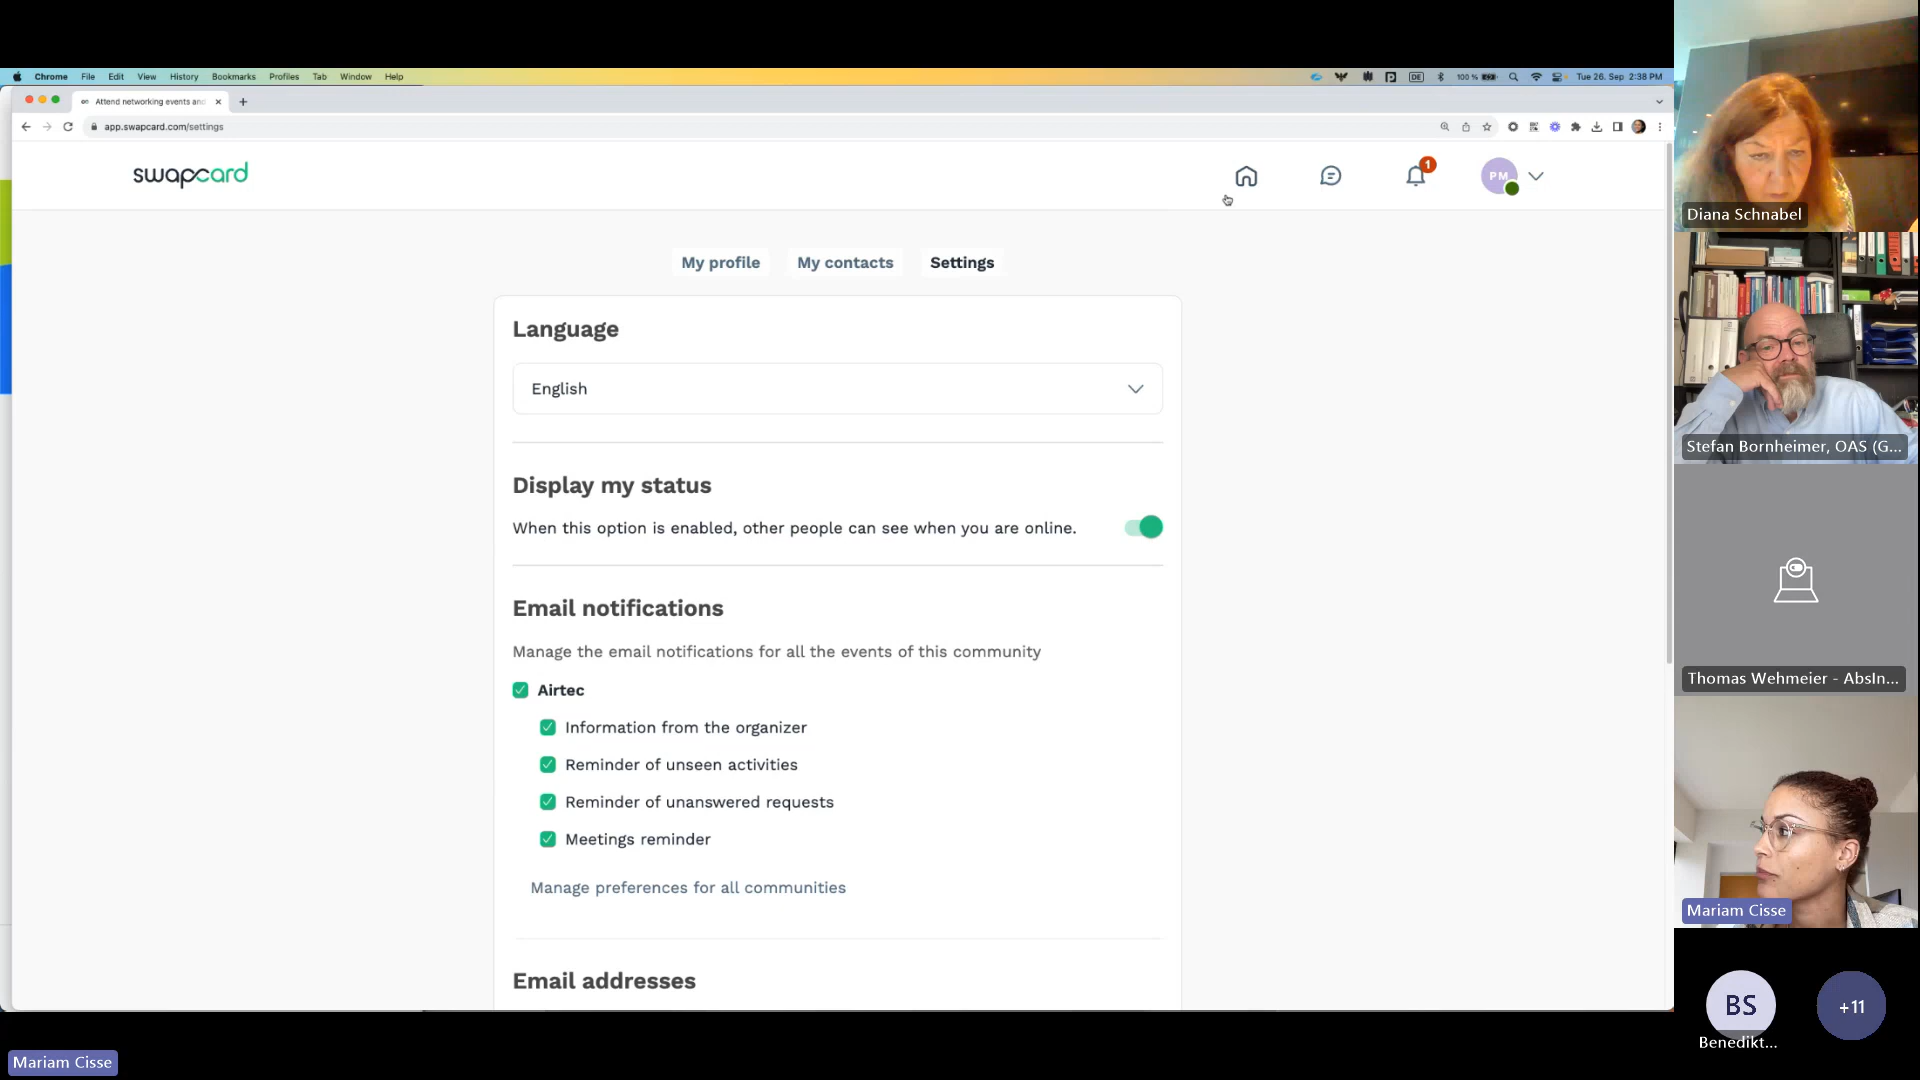 Chrome File Edit View History Bookmarks Profiles Tab Window Help
DE 100 % Tue 26. Sep 2:38 PM
Attend networking events and
app.swapcard.com/settings
swapcard
1
PM
My profile My contacts Settings
Language
English
Display my status
When this option is enabled, other people can see when you are online.
Email notifications
Manage the email notifications for all the events of this community
Airtec
Information from the organizer
Reminder of unseen activities
Reminder of unanswered requests
Meetings reminder
Manage preferences for all communities
Email addresses
Diana Schnabel
Stefan Bornheimer, OAS (G...
Thomas Wehmeier - AbsIn...
Mariam Cisse
BS
Benedikt...
+11
Mariam Cisse